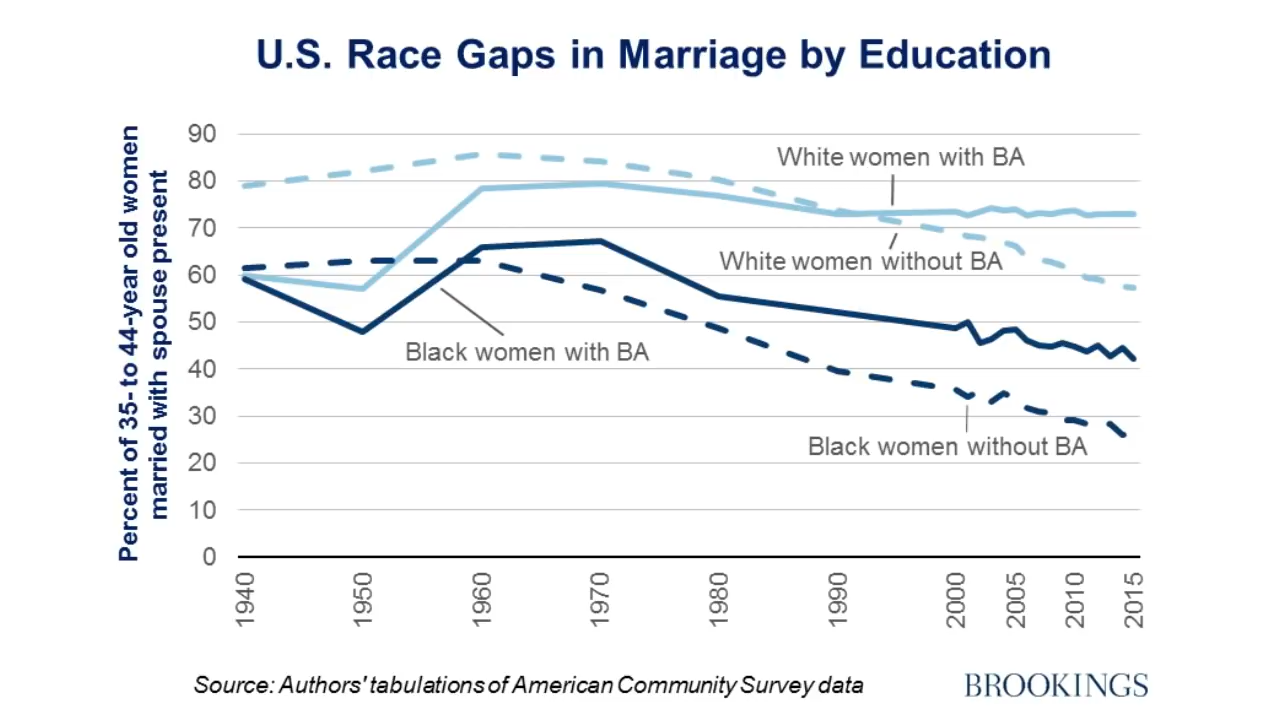 U.S. Race Gaps in Marriage by Education
Percent of 35- to 44-year old women
married with spouse present
90
80
70
60
50
40
30
20
10
0
White women with BA
White women without BA
Black women with BA
Black women without BA
1940
1950
1960
1970
1980
1990
2000
2005
2010
2015
Source: Authors' tabulations of American Community Survey data
BROOKINGS